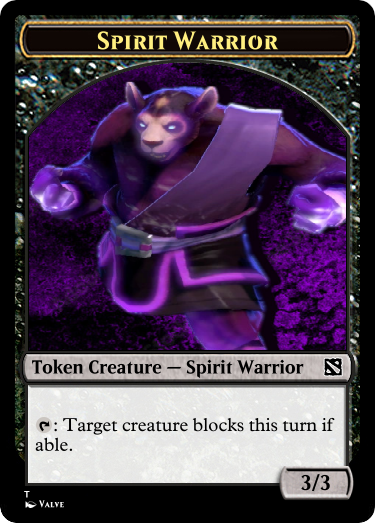 Spirit Warrior
Token Creature — Spirit Warrior
: Target creature blocks this turn if
able.
3/3
T
Valve